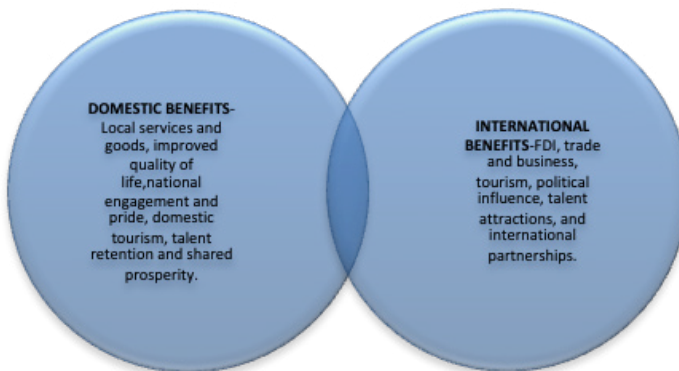 DOMESTIC BENEFITS-
Local services and
goods, improved
quality of
life,national
engagement and
pride, domestic
tourism, talent
retention and shared
prosperity.
INTERNATIONAL
BENEFITS-FDI, trade
and business,
tourism, political
influence, talent
attractions, and
international
partnerships.